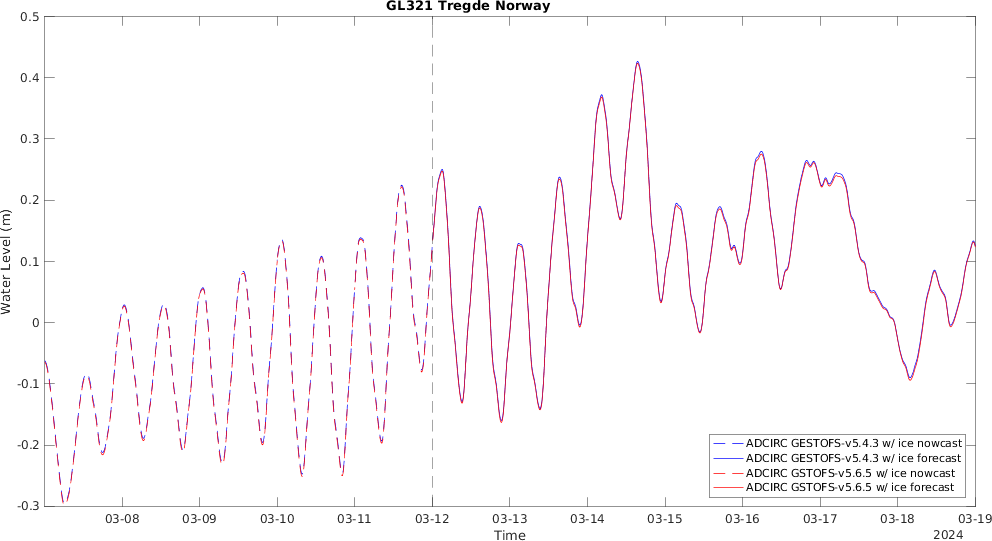 GL321 Tregde Norway
0.5
0.4
0.3
0.2
0.1
0
-0.1
-0.2
-0.3
Water Level (m)
ADCIRC GESTOFS-v5.4.3 w/ ice nowcast
ADCIRC GESTOFS-v5.4.3 w/ ice forecast
ADCIRC GSTOFS-v5.6.5 w/ ice nowcast
ADCIRC GSTOFS-v5.6.5 w/ ice forecast
03-08 03-09 03-10 03-11 03-12 03-13 03-14 03-15 03-16 03-17 03-18 03-19
Time
2024